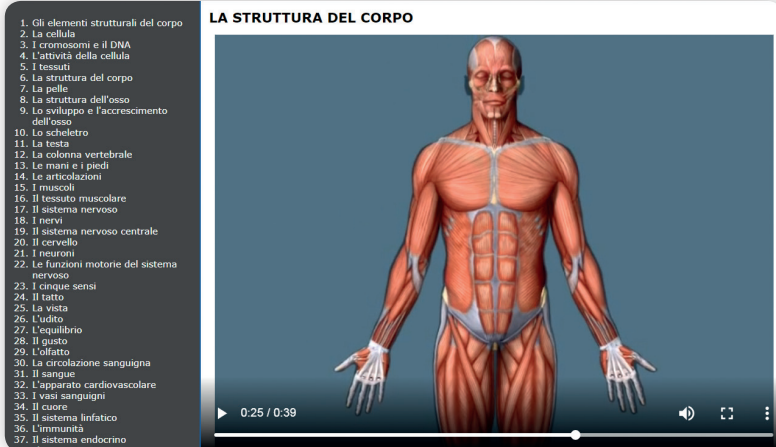 1. Gli elementi strutturali del corpo
2. La cellula
3. I cromosomi e il DNA
4. L'attività della cellula
5. I tessuti
6. La struttura del corpo
7. La pelle
8. La struttura dell'osso
9. Lo sviluppo e l'accrescimento
dell'osso
10. Lo scheletro
11. La testa
12. La colonna vertebrale
13. Le mani e i piedi
14. Le articolazioni
15. I muscoli
16. Il tessuto muscolare
17. Il sistema nervoso
18. I nervi
19. Il sistema nervoso centrale
20. Il cervello
21. I neuroni
22. Le funzioni motorie del sistema
nervoso
23. I cinque sensi
24. Il tatto
25. La vista
26. L'udito
27. L'equilibrio
28. Il gusto
29. L'olfatto
30. La circolazione sanguigna
31. Il sangue
32. L'apparato cardiovascolare
33. I vasi sanguigni
34. Il cuore
35. Il sistema linfatico
36. L'immunità
37. Il sistema endocrino
LA STRUTTURA DEL CORPO
0:25 / 0:39